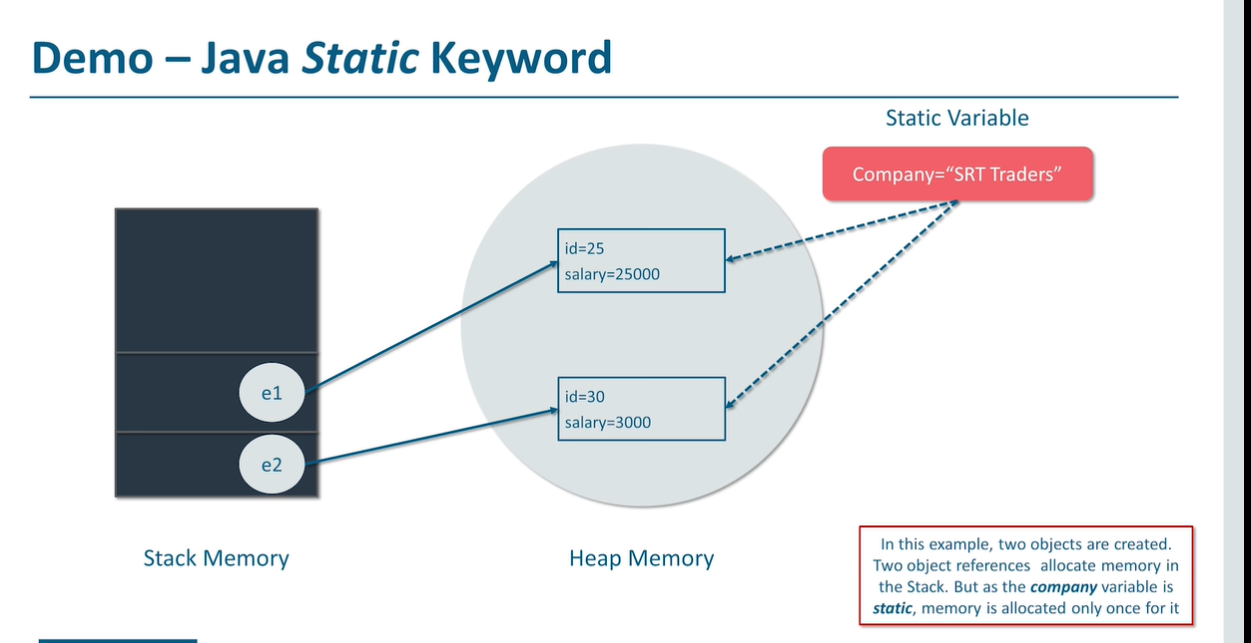 Demo – Java Static Keyword
Static Variable
Company=“SRT Traders”
id=25
salary=25000
e1
id=30
salary=3000
e2
Stack Memory
Heap Memory
In this example, two objects are created.
Two object references allocate memory in
the Stack. But as the company variable is
static, memory is allocated only once for it